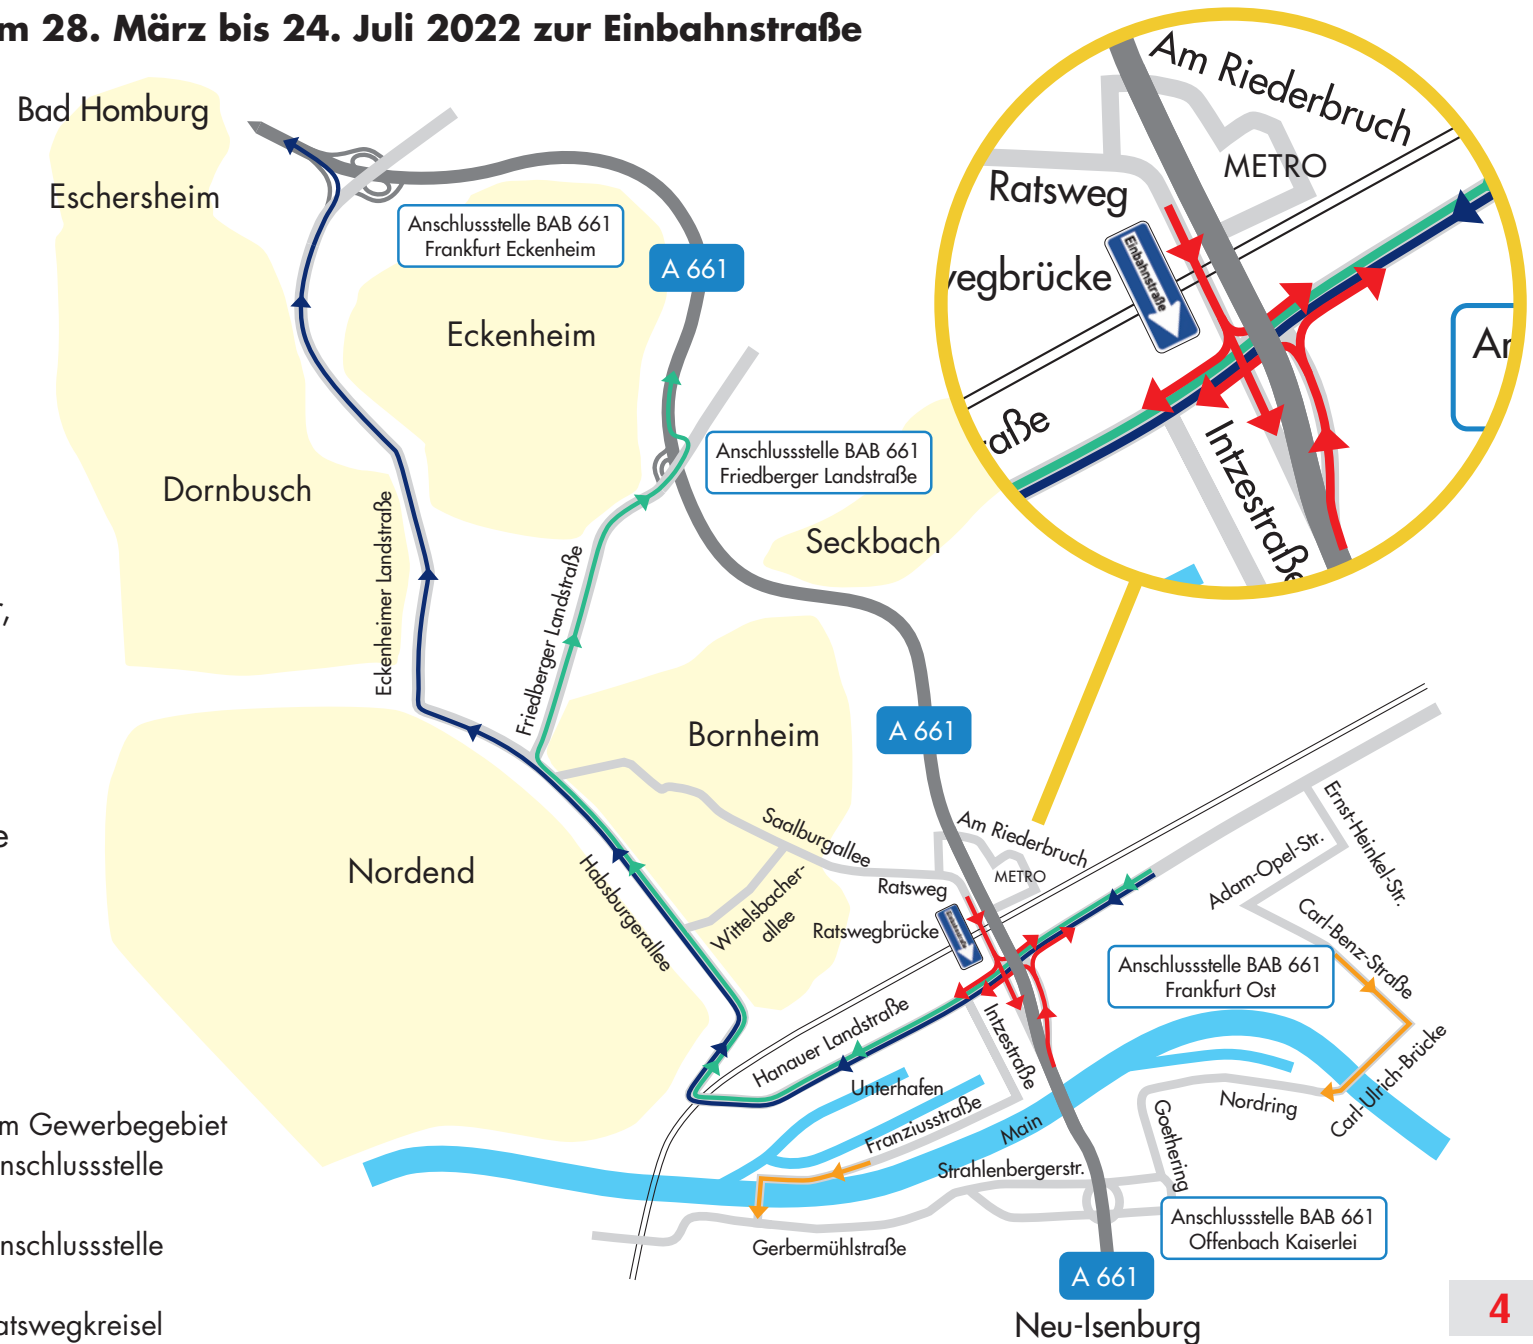 m 28. März bis 24. Juli 2022 zur Einbahnstraße
Bad Homburg
Eschersheim
Anschlussstelle BAB 661
Frankfurt Eckenheim
A 661
Eckenheim
Dornbusch
Eckenheimer Landstraße
Anschlussstelle BAB 661
Friedberger Landstraße
Seckbach
Friedberger Landstraße
Am Riederbruch
METRO
Ratsweg
wegbrücke
Einbahnstraße
An
raße
Intzestraße
r,
Bornheim
A 661
Nordend
Habsburgerallee
Saalburgallee
Wittelsbacher-
allee
Am Riederbruch
METRO
Ratsweg
Ratswegbrücke
Einbahnstraße
Ernst-Heinkel-Str.
Adam-Opel-Str.
Carl-Benz-Straße
Anschlussstelle BAB 661
Frankfurt Ost
Carl-Ulrich-Brücke
Hanauer Landstraße
Intzestraße
Unterhafen
Franziusstraße
Main
Nordring
Goethering
Strahlenbergerstr.
Anschlussstelle BAB 661
Offenbach Kaiserlei
Gerbermühlstraße
A 661
Neu-Isenburg
e
m Gewerbegebiet
nschlussstelle
nschlussstelle
atswegkreisel
4